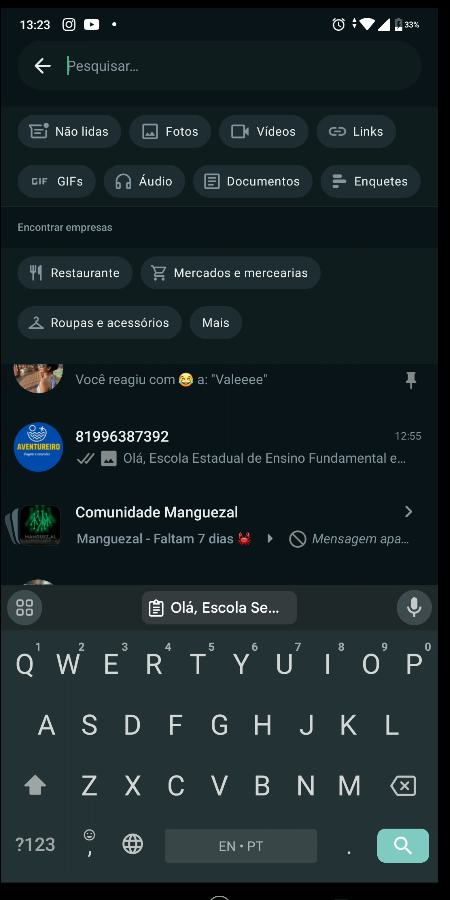 13:23
33%
Pesquisar...
Não lidas
Fotos
Vídeos
Links
GIF GIFs
Áudio
Documentos
Enquetes
Encontrar empresas
Restaurante
Mercados e mercearias
Roupas e acessórios
Mais
Você reagiu com 😂 a: "Valeeee"
AVENTUREIRO
81996387392
12:55
Olá, Escola Estadual de Ensino Fundamental e...
MANGUEZAL
Comunidade Manguezal
Manguezal - Faltam 7 dias 🦀
Mensagem apa...
Olá, Escola Se...
1 2 3 4 5 6 7 8 9 0
Q W E R T Y U I O P
A S D F G H J K L
Z X C V B N M
?123 , EN • PT .